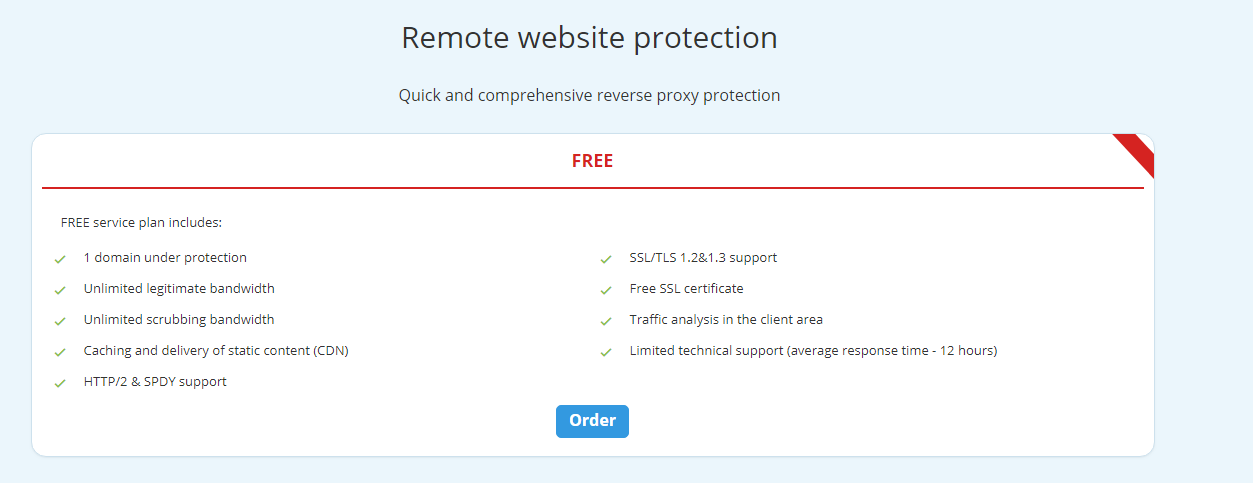 Remote website protection
Quick and comprehensive reverse proxy protection
FREE
FREE service plan includes:
1 domain under protection
Unlimited legitimate bandwidth
Unlimited scrubbing bandwidth
Caching and delivery of static content (CDN)
HTTP/2 & SPDY support
SSL/TLS 1.2&1.3 support
Free SSL certificate
Traffic analysis in the client area
Limited technical support (average response time - 12 hours)
Order